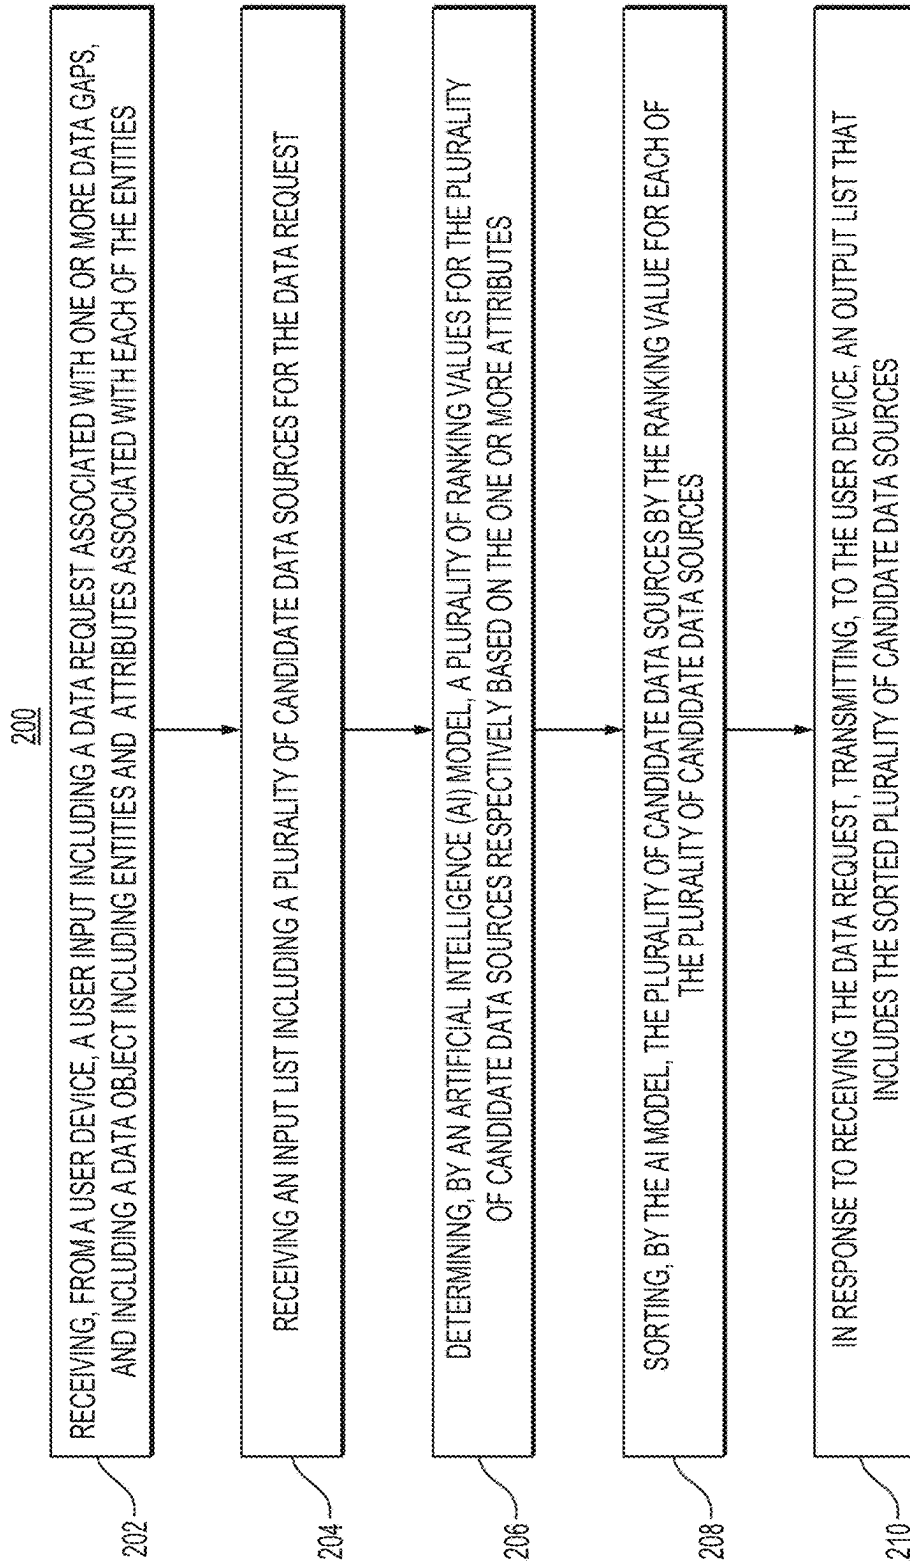 200
RECEIVING, FROM A USER DEVICE, A USER INPUT INCLUDING A DATA REQUEST ASSOCIATED WITH ONE OR MORE DATA GAPS,
AND INCLUDING A DATA OBJECT INCLUDING ENTITIES AND ATTRIBUTES ASSOCIATED WITH EACH OF THE ENTITIES
202
RECEIVING AN INPUT LIST INCLUDING A PLURALITY OF CANDIDATE DATA SOURCES FOR THE DATA REQUEST
204
DETERMINING, BY AN ARTIFICIAL INTELLIGENCE (AI) MODEL, A PLURALITY OF RANKING VALUES FOR THE PLURALITY
OF CANDIDATE DATA SOURCES RESPECTIVELY BASED ON THE ONE OR MORE ATTRIBUTES
206
SORTING, BY THE AI MODEL, THE PLURALITY OF CANDIDATE DATA SOURCES BY THE RANKING VALUE FOR EACH OF
THE PLURALITY OF CANDIDATE DATA SOURCES
208
IN RESPONSE TO RECEIVING THE DATA REQUEST, TRANSMITTING, TO THE USER DEVICE, AN OUTPUT LIST THAT
INCLUDES THE SORTED PLURALITY OF CANDIDATE DATA SOURCES
210